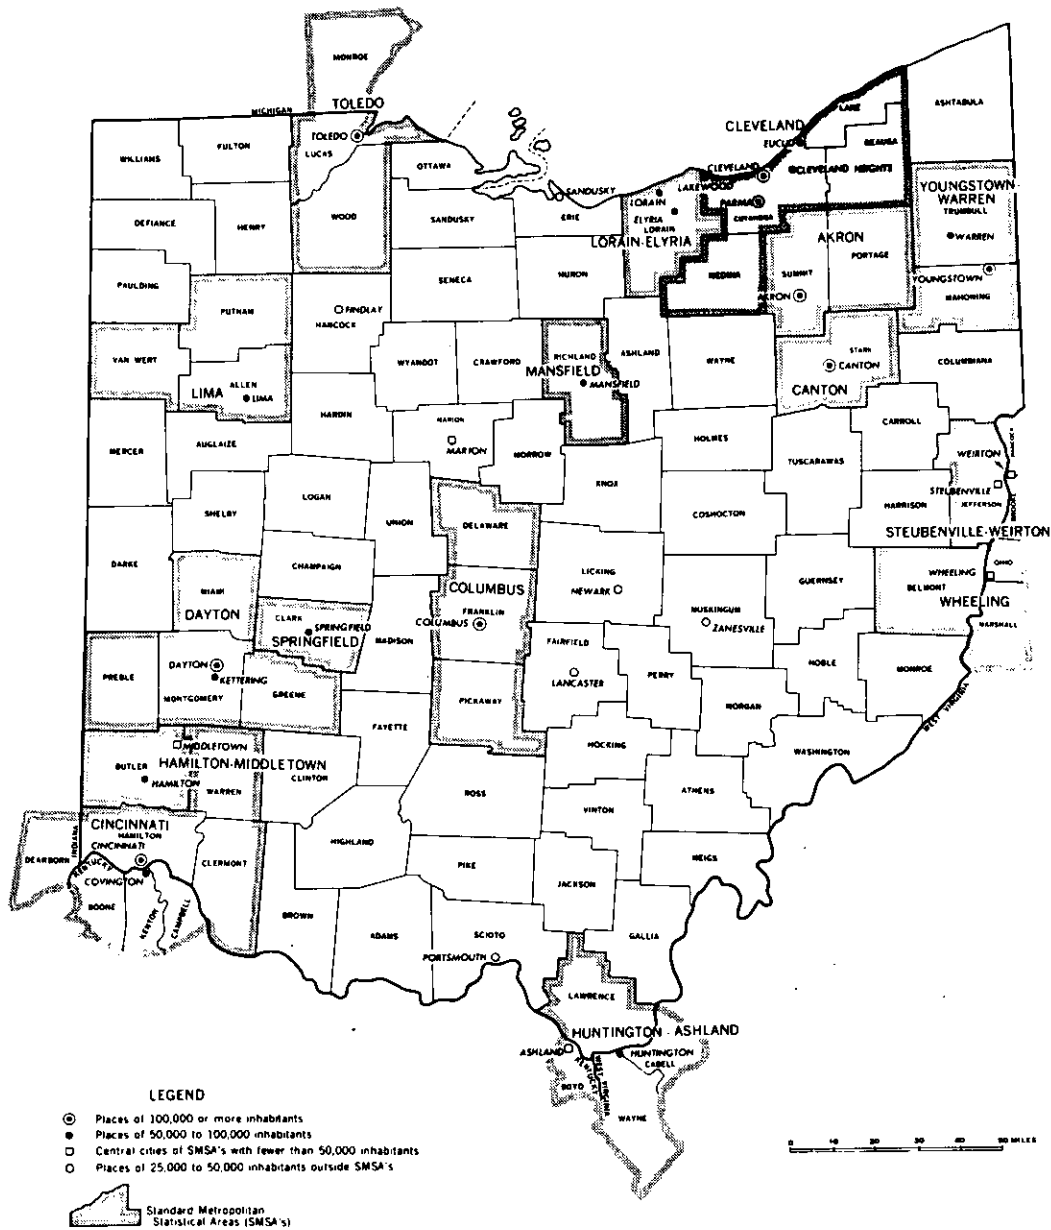 MONROE
TOLEDO
MICHIGAN
TOLEDO
LUCAS
WILLIAMS
FULTON
OTTAWA
WOOD
DEFIANCE
HENRY
SANDUSKY
SANDUSKY
ERIE
CLEVELAND
LAKE
ASHTABULA
EUCLID
GEAUGA
CLEVELAND
CLEVELAND HEIGHTS
LAKEWOOD
PARMA
CUYAHOGA
LORAIN
ELYRIA
LORAIN
LORAIN-ELYRIA
YOUNGSTOWN-
WARREN
TRUMBULL
WARREN
AKRON
SUMMIT
PORTAGE
AKRON
YOUNGSTOWN
MAHONING
MEDINA
PAULDING
PUTNAM
FINDLAY
HANCOCK
SENECA
HURON
VAN WERT
ALLEN
LIMA
LIMA
WYANDOT
CRAWFORD
RICHLAND
MANSFIELD
MANSFIELD
ASHLAND
WAYNE
STARK
CANTON
CANTON
COLUMBIANA
HARDIN
MERCER
AUGLAIZE
MARION
MARION
MORROW
HOLMES
CARROLL
TUSCARAWAS
WEIRTON
HANCOCK
STEUBENVILLE
JEFFERSON
BROOKE
STEUBENVILLE-WEIRTON
LOGAN
SHELBY
UNION
KNOX
COSHOCTON
HARRISON
DELAWARE
DARKE
CHAMPAIGN
MIAMI
DAYTON
COLUMBUS
LICKING
NEWARK
GUERNSEY
WHEELING
OHIO
BELMONT
WHEELING
MARSHALL
CLARK
SPRINGFIELD
SPRINGFIELD
FRANKLIN
COLUMBUS
MADISON
MUSKINGUM
ZANESVILLE
FAIRFIELD
LANCASTER
PERRY
NOBLE
MONROE
PREBLE
DAYTON
KETTERING
MONTGOMERY
GREENE
PICKAWAY
FAYETTE
MORGAN
WEST VIRGINIA
HOCKING
WASHINGTON
MIDDLETOWN
HAMILTON-MIDDLETOWN
BUTLER
HAMILTON
WARREN
CLINTON
ROSS
ATHENS
VINTON
CINCINNATI
HAMILTON
CINCINNATI
INDIANA
DEARBORN
KENTUCKY
COVINGTON
BOONE
KENTON
CAMPBELL
CLERMONT
HIGHLAND
PIKE
JACKSON
MEIGS
BROWN
ADAMS
SCIOTO
PORTSMOUTH
GALLIA
LAWRENCE
HUNTINGTON - ASHLAND
ASHLAND
HUNTINGTON
CABELL
KENTUCKY
WEST VIRGINIA
BOYD
WAYNE
LEGEND
Places of 100,000 or more inhabitants
Places of 50,000 to 100,000 inhabitants
Central cities of SMSA's with fewer than 50,000 inhabitants
Places of 25,000 to 50,000 inhabitants outside SMSA's
Standard Metropolitan
Statistical Areas (SMSA's)
0 10 20 30 40 50 MILES